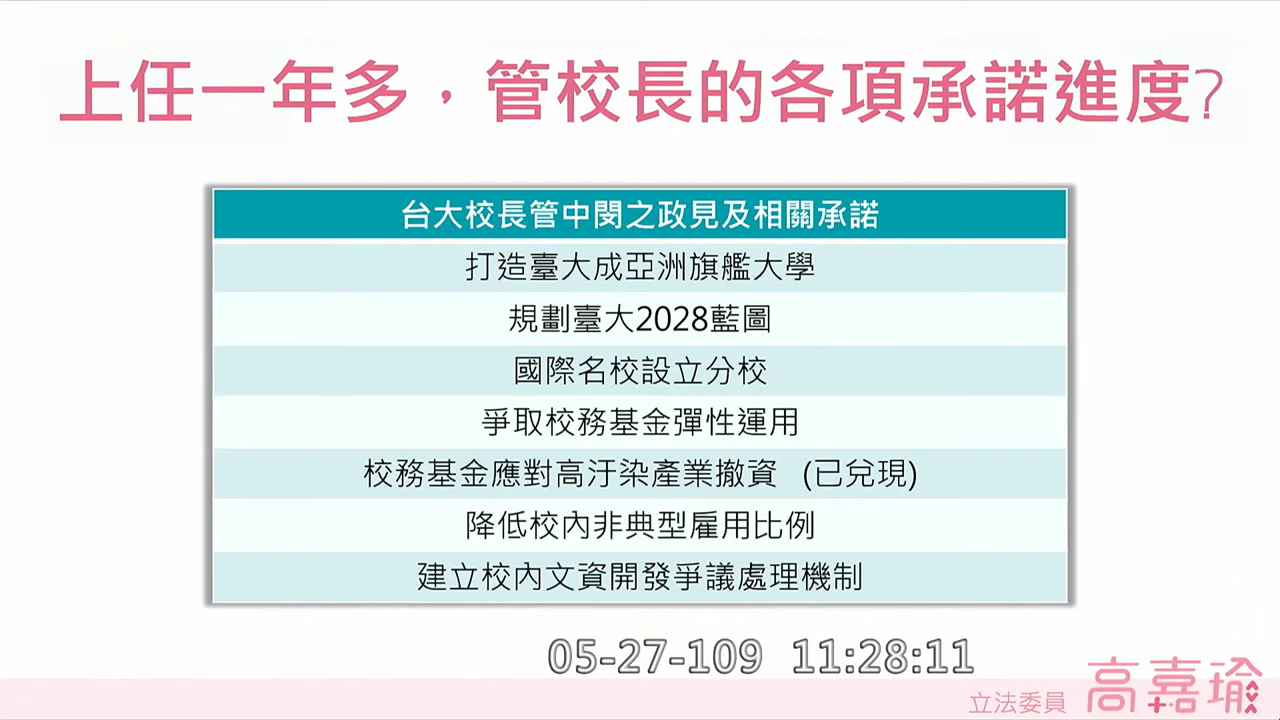 上任一年多，管校長的各項承諾進度?
台大校長管中閔之政見及相關承諾
打造臺大成亞洲旗艦大學
規劃臺大2028藍圖
國際名校設立分校
爭取校務基金彈性運用
校務基金應對高汙染產業撤資 (已兌現)
降低校內非典型雇用比例
建立校內文資開發爭議處理機制
05-27-109 11:28:11
立法委員 高嘉瑜